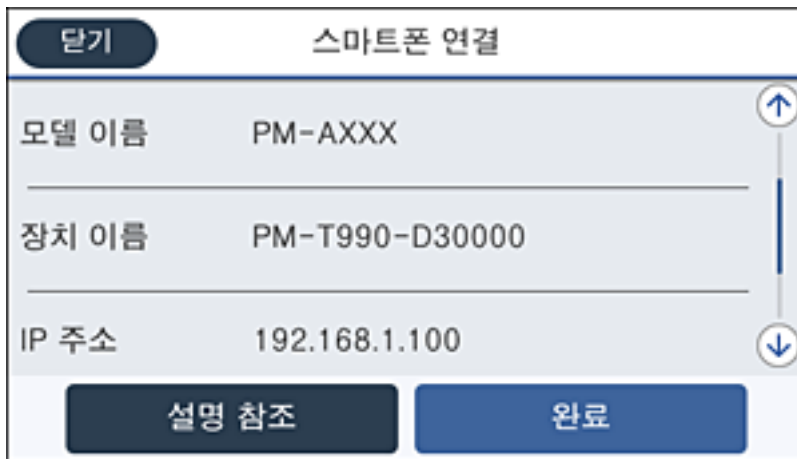 닫기 스마트폰 연결
모델 이름 PM-AXXX
장치 이름 PM-T990-D30000
IP 주소 192.168.1.100
설명 참조 완료